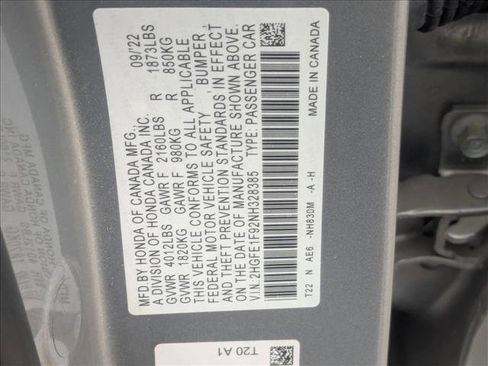 MFD.BY HONDA OF CANADA MFG., 09/'22
A DIVISION OF HONDA CANADA INC.
GVWR 4012LBS GAWR F 2160LBS R 1873LBS
GVWR 1820KG GAWR F 980KG R 850KG
THIS VEHICLE CONFORMS TO ALL APPLICABLE
FEDERAL MOTOR VEHICLE SAFETY, BUMPER,
AND THEFT PREVENTION STANDARDS IN EFFECT
ON THE DATE OF MANUFACTURE SHOWN ABOVE.
V.I.N.:2HGFE1F92NH328385 TYPE:PASSENGER CAR
T22 N AE6 -NH830M -A -H MADE IN CANADA
T20 A1